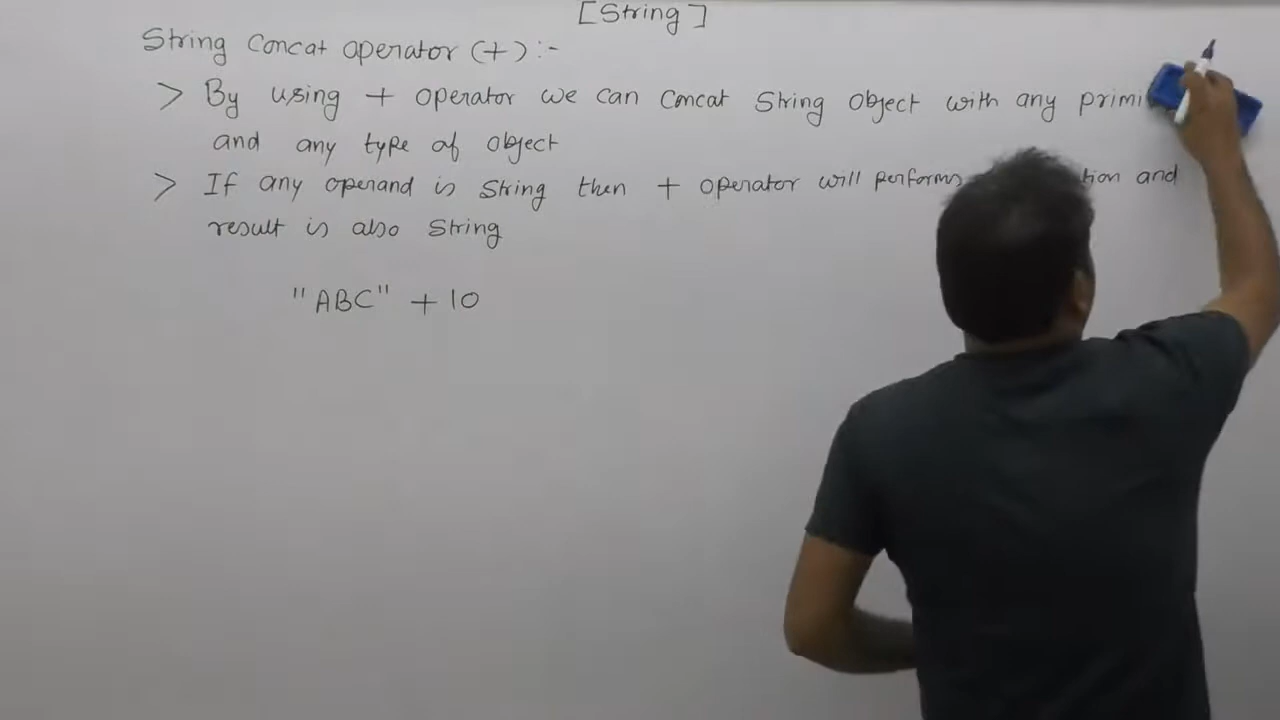 [String]
String Concat operator (+) :-
> By using + operator we can concat String object with any primi
and any type of object
> If any operand is String then + operator will performs tion and
result is also String
"ABC" + 10